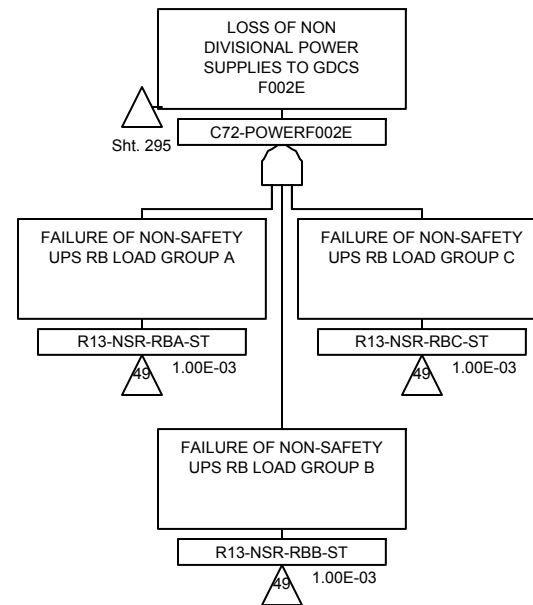 LOSS OF NON
DIVISIONAL POWER
SUPPLIES TO GDCS
F002E
C72-POWERF002E
Sht. 295
FAILURE OF NON-SAFETY
UPS RB LOAD GROUP A
R13-NSR-RBA-ST
49
1.00E-03
FAILURE OF NON-SAFETY
UPS RB LOAD GROUP C
R13-NSR-RBC-ST
49
1.00E-03
FAILURE OF NON-SAFETY
UPS RB LOAD GROUP B
R13-NSR-RBB-ST
49
1.00E-03